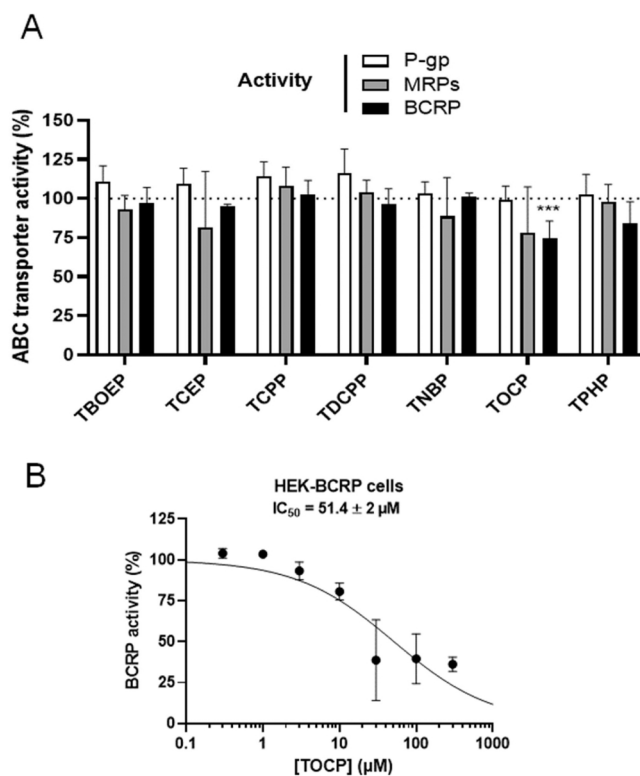 A
Activity
P-gp
MRPs
BCRP
ABC transporter activity (%)
150
125
100
75
50
25
0
***
TBOEP
TCEP
TCPP
TDCPP
TNBP
TOCP
TPHP
B
HEK-BCRP cells
IC50 = 51.4 ± 2 µM
BCRP activity (%)
125
100
75
50
25
0
0.1
1
10
100
1000
[TOCP] (µM)